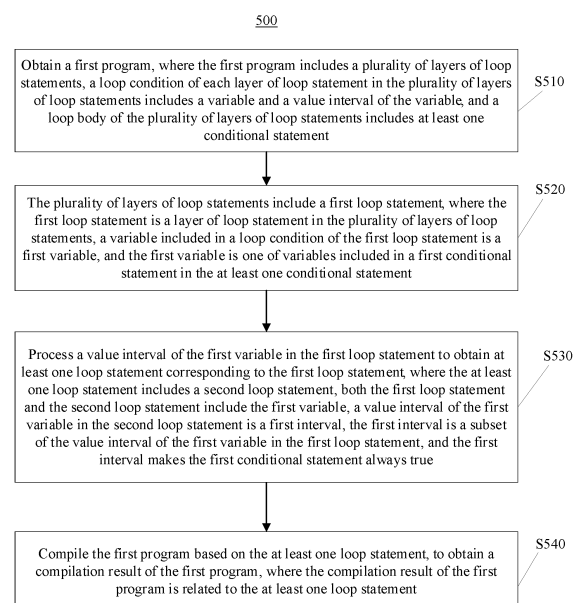 500
Obtain a first program, where the first program includes a plurality of layers of loop
statements, a loop condition of each layer of loop statement in the plurality of layers
of loop statements includes a variable and a value interval of the variable, and a
loop body of the plurality of layers of loop statements includes at least one
conditional statement
S510
The plurality of layers of loop statements include a first loop statement, where the
first loop statement is a layer of loop statement in the plurality of layers of loop
statements, a variable included in a loop condition of the first loop statement is a
first variable, and the first variable is one of variables included in a first conditional
statement in the at least one conditional statement
S520
Process a value interval of the first variable in the first loop statement to obtain at
least one loop statement corresponding to the first loop statement, where the at least
one loop statement includes a second loop statement, both the first loop statement
and the second loop statement include the first variable, a value interval of the first
variable in the second loop statement is a first interval, the first interval is a subset
of the value interval of the first variable in the first loop statement, and the first
interval makes the first conditional statement always true
S530
Compile the first program based on the at least one loop statement, to obtain a
compilation result of the first program, where the compilation result of the first
program is related to the at least one loop statement
S540